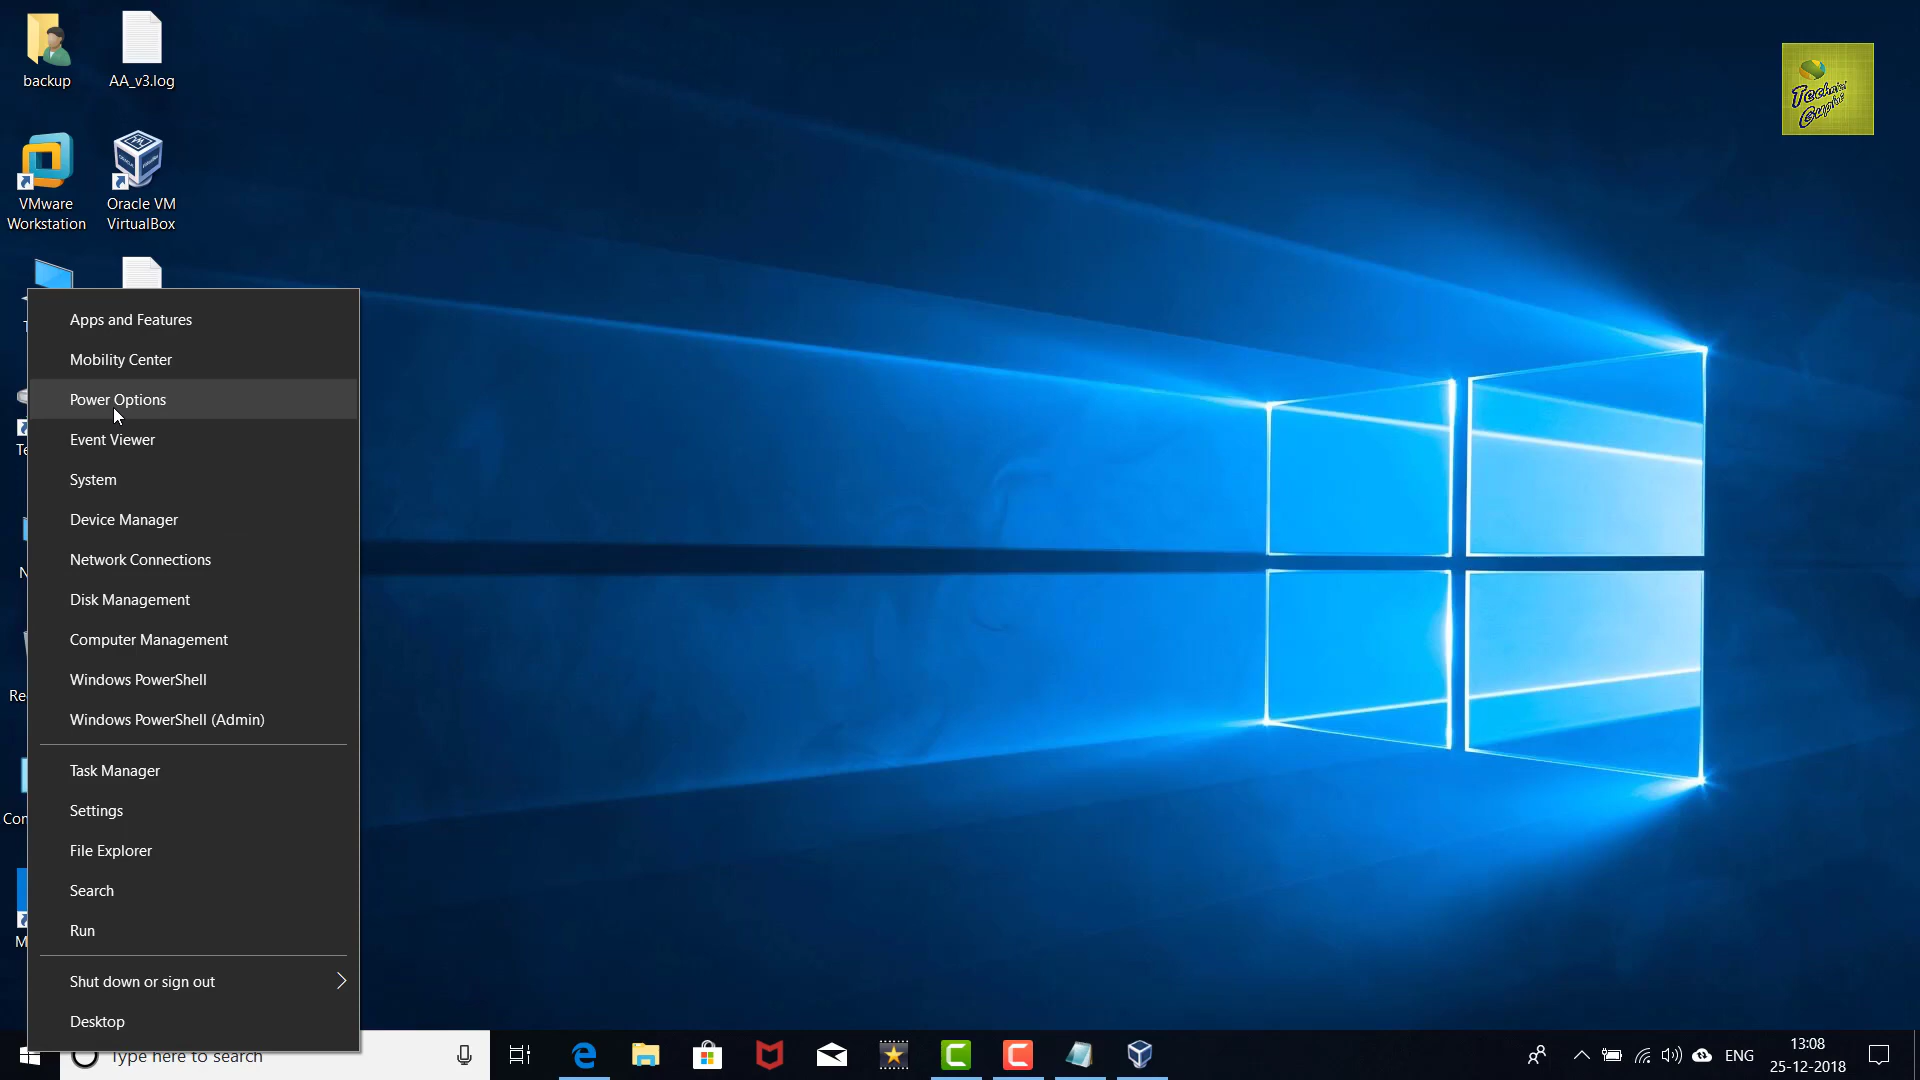 backup
AA_v3.log
VMware
Workstation
Oracle VM
VirtualBox
Technical
Apps and Features
Mobility Center
Power Options
Event Viewer
System
Device Manager
Network Connections
Disk Management
Computer Management
Windows PowerShell
Windows PowerShell (Admin)
Task Manager
Settings
File Explorer
Search
Run
Shut down or sign out
Desktop
Type here to search
ENG
13:08
25-12-2018